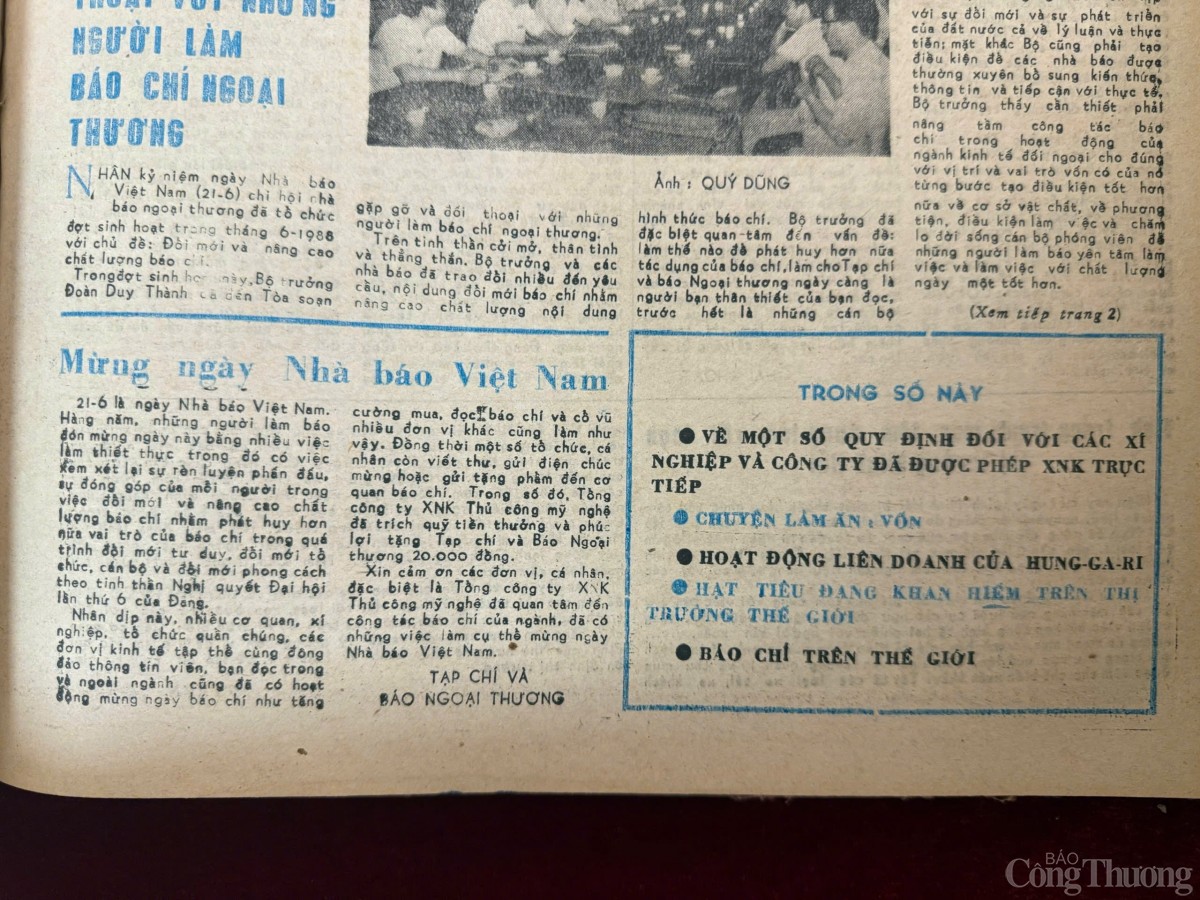 THOẠI VỚI NHỮNG
NGƯỜI LÀM
BÁO CHÍ NGOẠI
THƯƠNG
NHÂN kỷ niệm ngày Nhà báo
Việt Nam (21-6) chi hội nhà
báo ngoại thương đã tổ chức
đợt sinh hoạt trong tháng 6-1988
với chủ đề: Đổi mới và nâng cao
chất lượng báo chí.
Trong đợt sinh hoạt này, Bộ trưởng
Đoàn Duy Thành đã đến Tòa soạn
gặp gỡ và đối thoại với những
người làm báo chí ngoại thương.
Trên tinh thần cởi mở, thân tình
và thẳng thắn, Bộ trưởng và các
nhà báo đã trao đổi nhiều đến yêu
cầu, nội dung đổi mới báo chí nhằm
nâng cao chất lượng nội dung
Ảnh : QUÝ DŨNG
hình thức báo chí. Bộ trưởng đã
đặc biệt quan-tâm đến vấn đề:
làm thế nào để phát huy hơn nữa
tác dụng của báo chí, làm cho Tạp chí
và báo Ngoại thương ngày càng là
người bạn thân thiết của bạn đọc,
trước hết là những cán bộ
với sự đổi mới và sự phát triển
của đất nước cả về lý luận và thực
tiễn; mặt khác Bộ cũng phải tạo
điều kiện để các nhà báo được
thường xuyên bổ sung kiến thức,
thông tin và tiếp cận với thực tế.
Bộ trưởng thấy cần thiết phải
nâng tầm công tác báo
chí trong hoạt động của
ngành kinh tế đối ngoại cho đúng
với vị trí và vai trò vốn có của nó
từng bước tạo điều kiện tốt hơn
nữa về cơ sở vật chất, về phương
tiện, điều kiện làm việc và chăm
lo đời sống cán bộ phóng viên để
những người làm báo yên tâm làm
việc và làm việc với chất lượng
ngày một tốt hơn.
(Xem tiếp trang 2)
Mừng ngày Nhà báo Việt Nam
21-6 là ngày Nhà báo Việt Nam.
Hàng năm, những người làm báo
đón mừng ngày này bằng nhiều việc
làm thiết thực trong đó có việc
xem xét lại sự rèn luyện phấn đấu,
sự đóng góp của mỗi người trong
việc đổi mới và nâng cao chất
lượng báo chí nhằm phát huy hơn
nữa vai trò của báo chí trong quá
trình đổi mới tư duy, đổi mới tổ
chức, cán bộ và đổi mới phong cách
theo tinh thần Nghị quyết Đại hội
lần thứ 6 của Đảng.
Nhân dịp này, nhiều cơ quan, xí
nghiệp, tổ chức quần chúng, các
đơn vị kinh tế tập thể cùng đông
đảo thông tin viên, bạn đọc trong
và ngoài ngành cũng đã có hoạt
động mừng ngày báo chí như tăng
cường mua, đọc báo chí và cổ vũ
nhiều đơn vị khác cũng làm như
vậy. Đồng thời một số tổ chức, cá
nhân còn viết thư, gửi điện chúc
mừng hoặc gửi tặng phẩm đến cơ
quan báo chí. Trong số đó, Tổng
công ty XNK Thủ công mỹ nghệ
đã trích quỹ tiền thưởng và phúc
lợi tặng Tạp chí và Báo Ngoại
thương 20.000 đồng.
Xin cảm ơn các đơn vị, cá nhân,
đặc biệt là Tổng công ty XNK
Thủ công mỹ nghệ đã quan tâm đến
công tác báo chí của ngành, đã có
những việc làm cụ thể mừng ngày
Nhà báo Việt Nam.
TẠP CHÍ VÀ
BÁO NGOẠI THƯƠNG
TRONG SỐ NÀY
● VỀ MỘT SỐ QUY ĐỊNH ĐỐI VỚI CÁC XÍ
NGHIỆP VÀ CÔNG TY ĐÃ ĐƯỢC PHÉP XNK TRỰC
TIẾP
● CHUYỆN LÀM ĂN : VỐN
● HOẠT ĐỘNG LIÊN DOANH CỦA HUNG-GA-RI
● HẠT TIÊU ĐANG KHAN HIẾM TRÊN THỊ
TRƯỜNG THẾ GIỚI
● BÁO CHÍ TRÊN THẾ GIỚI
BÁO
Công Thương